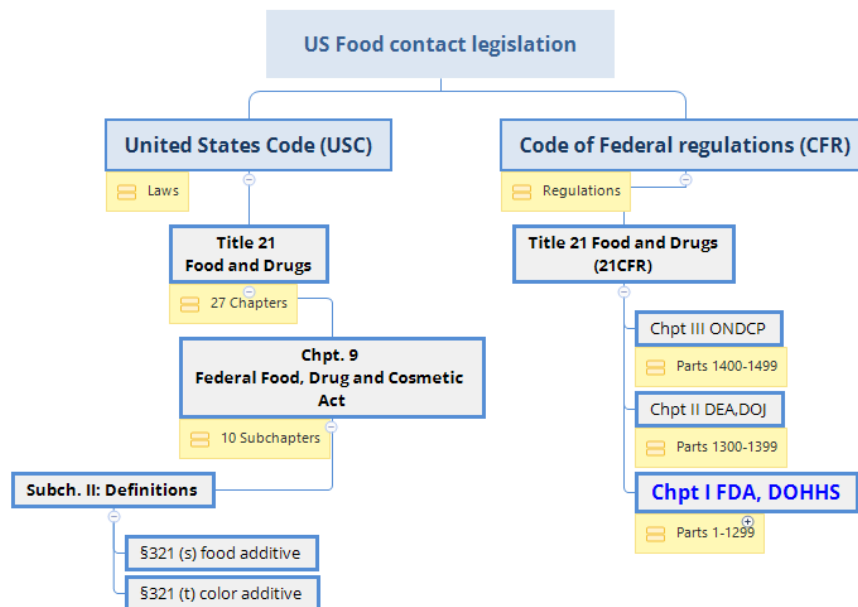 US Food contact legislation
United States Code (USC)
Laws
Title 21
Food and Drugs
27 Chapters
Chpt. 9
Federal Food, Drug and Cosmetic
Act
10 Subchapters
Subch. II: Definitions
§321 (s) food additive
§321 (t) color additive
Code of Federal regulations (CFR)
Regulations
Title 21 Food and Drugs
(21CFR)
Chpt III ONDCP
Parts 1400-1499
Chpt II DEA,DOJ
Parts 1300-1399
Chpt I FDA, DOHHS
Parts 1-1299